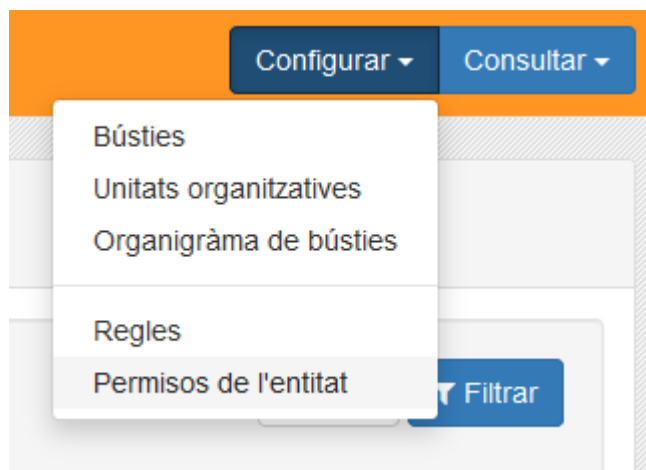 Configurar
Consultar
Bústies
Unitats organitzatives
Organigràma de bústies
Regles
Permisos de l'entitat
Filtrar